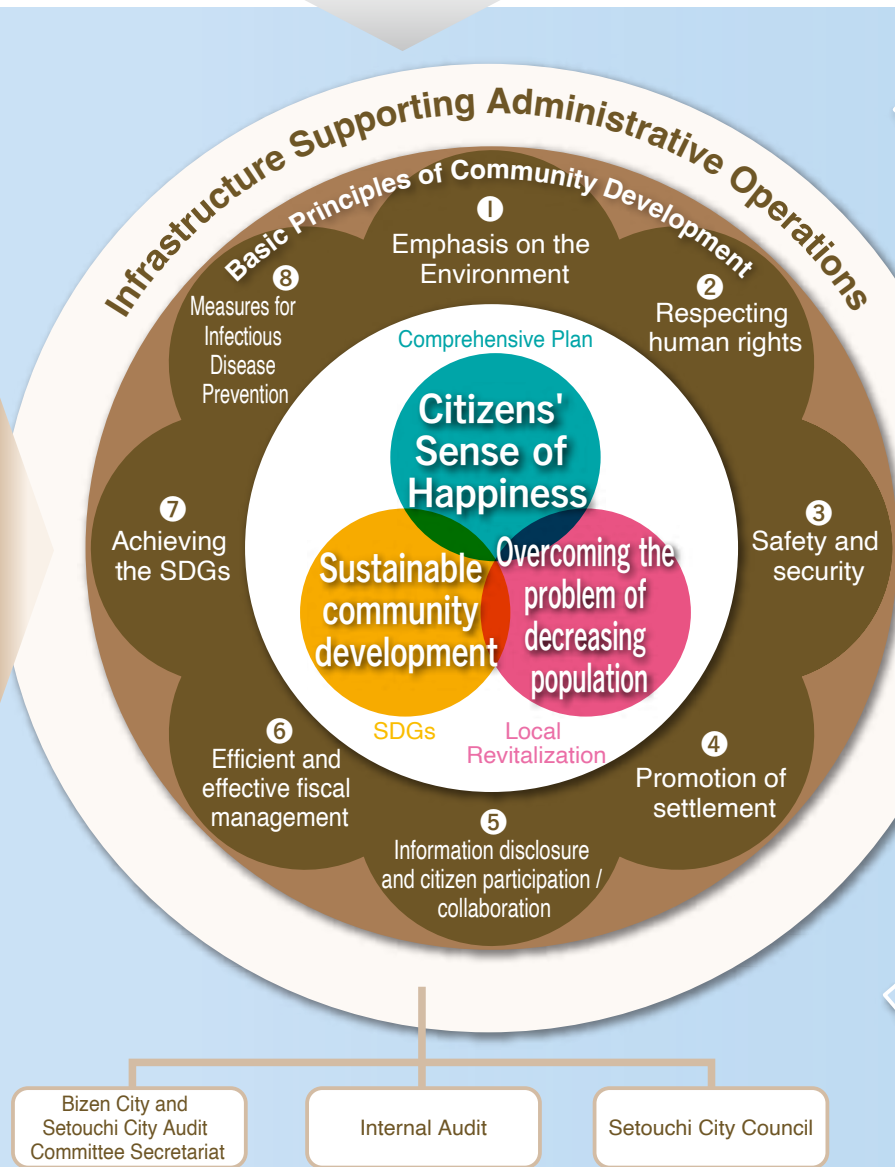 Infrastructure Supporting Administrative Operations
Basic Principles of Community Development
1
Emphasis on the
Environment
2
Respecting
human rights
3
Safety and
security
4
Promotion of
settlement
5
Information disclosure
and citizen participation /
collaboration
6
Efficient and
effective fiscal
management
7
Achieving
the SDGs
8
Measures for
Infectious
Disease
Prevention
Comprehensive Plan
Citizens'
Sense of
Happiness
Sustainable
community
development
SDGs
Overcoming the
problem of
decreasing
population
Local
Revitalization
Bizen City and
Setouchi City Audit
Committee Secretariat
Internal Audit
Setouchi City Council